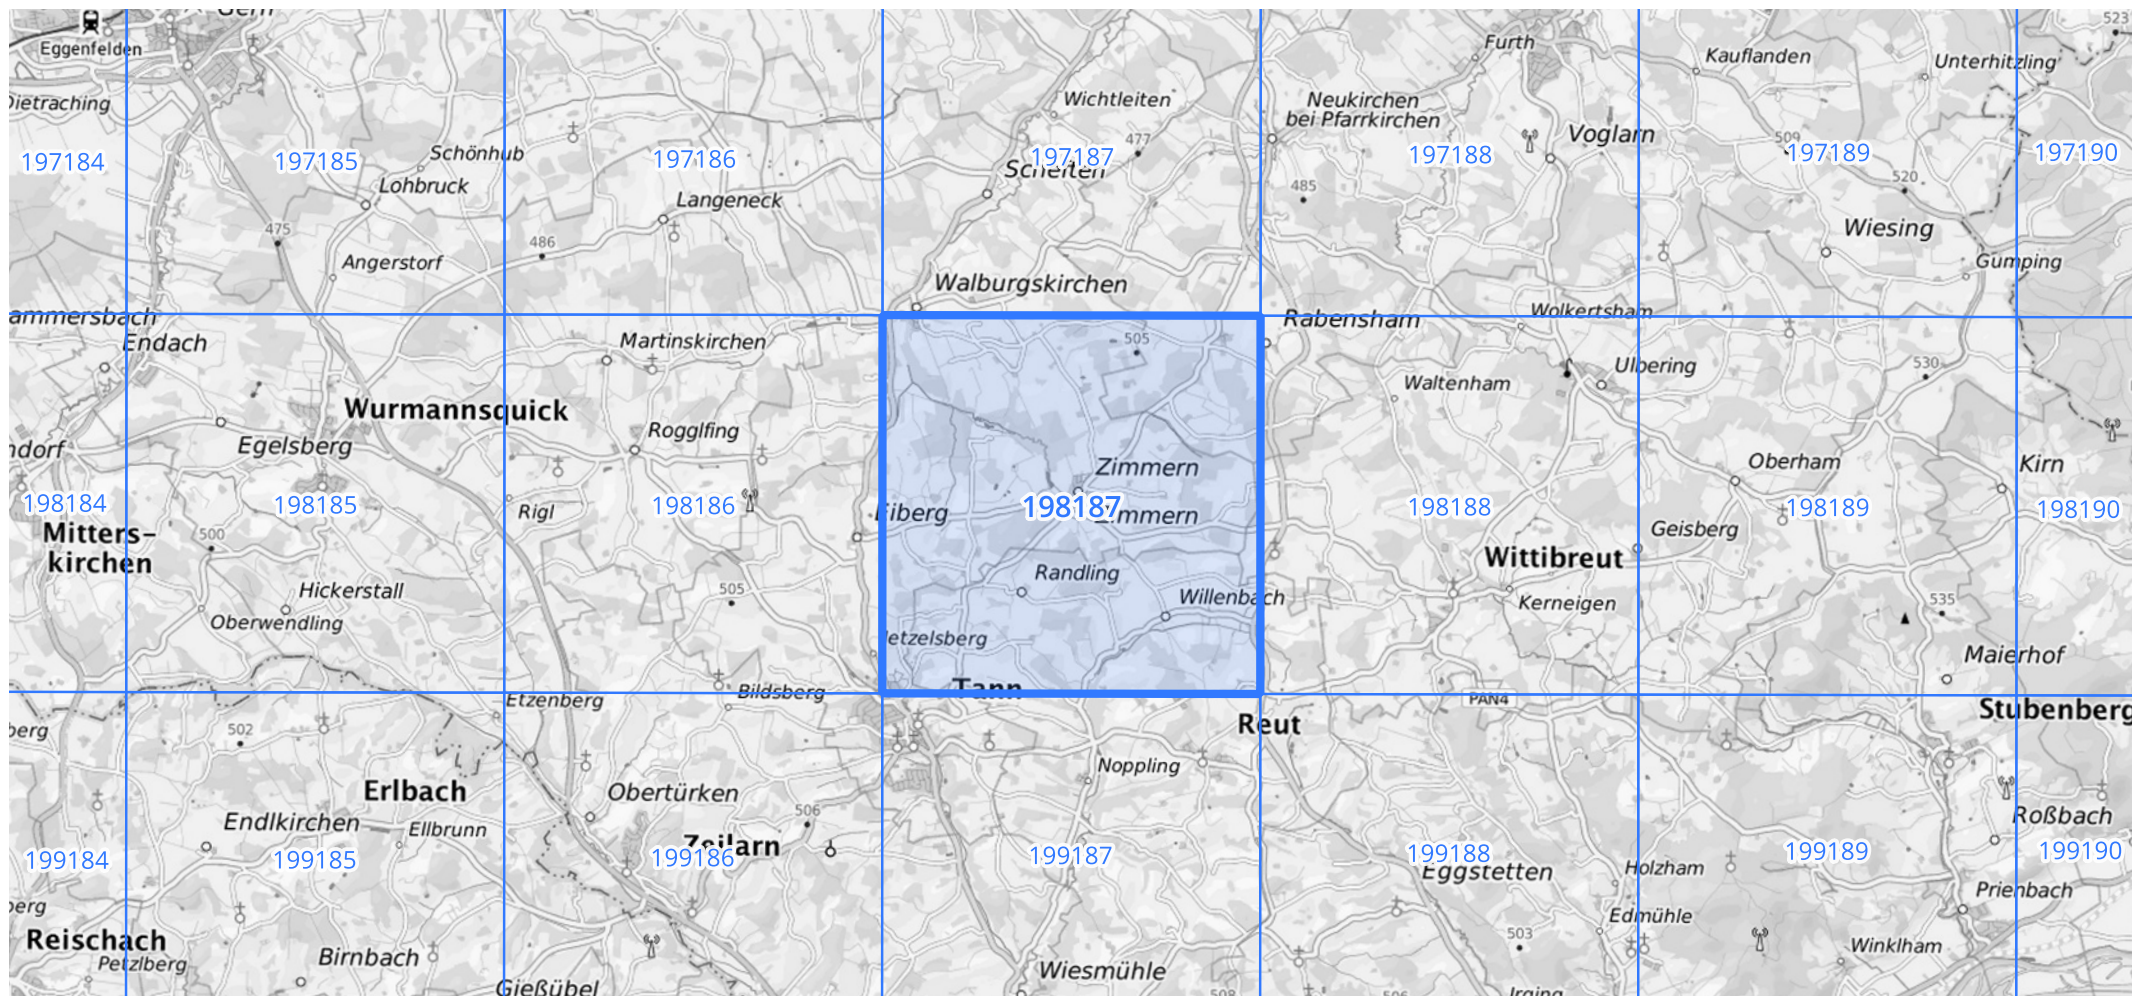 Eggenfelden
Dietraching
Furth
Kauflanden
Unterhitzling
523
Wichtleiten
Neukirchen
bei Pfarrkirchen
477
Voglarn
509
Schönhub
197184
197185
197186
197187
197188
197189
197190
Lohbruck
Langeneck
485
520
475
486
Wiesing
Angerstorf
Gumping
Walburgskirchen
Rabensham
Wolkertsham
Endach
Martinskirchen
505
Ulbering
530
Waltenham
Wurmannsquick
Egelsberg
Rogglfing
Zimmern
Oberham
Kirn
198184
198185
198186
198187
198188
198189
198190
Rigl
Eiberg
Zimmern
Geisberg
Mitters-
kirchen
500
Wittibreut
Randling
Hickerstall
505
Willenbach
Kerneigen
535
Oberwendling
Maierhof
Tann
Bildsberg
Etzenberg
PAN4
Stubenberg
502
Reut
Noppling
Erlbach
Obertürken
506
Endlkirchen
Ellbrunn
Zeilarn
Roßbach
199184
199185
199186
199187
199188
199189
199190
Eggstetten
Holzham
Prienbach
Edmühle
Reischach
Petzlberg
Birnbach
503
Winklham
Wiesmühle
Gießübel
Irging